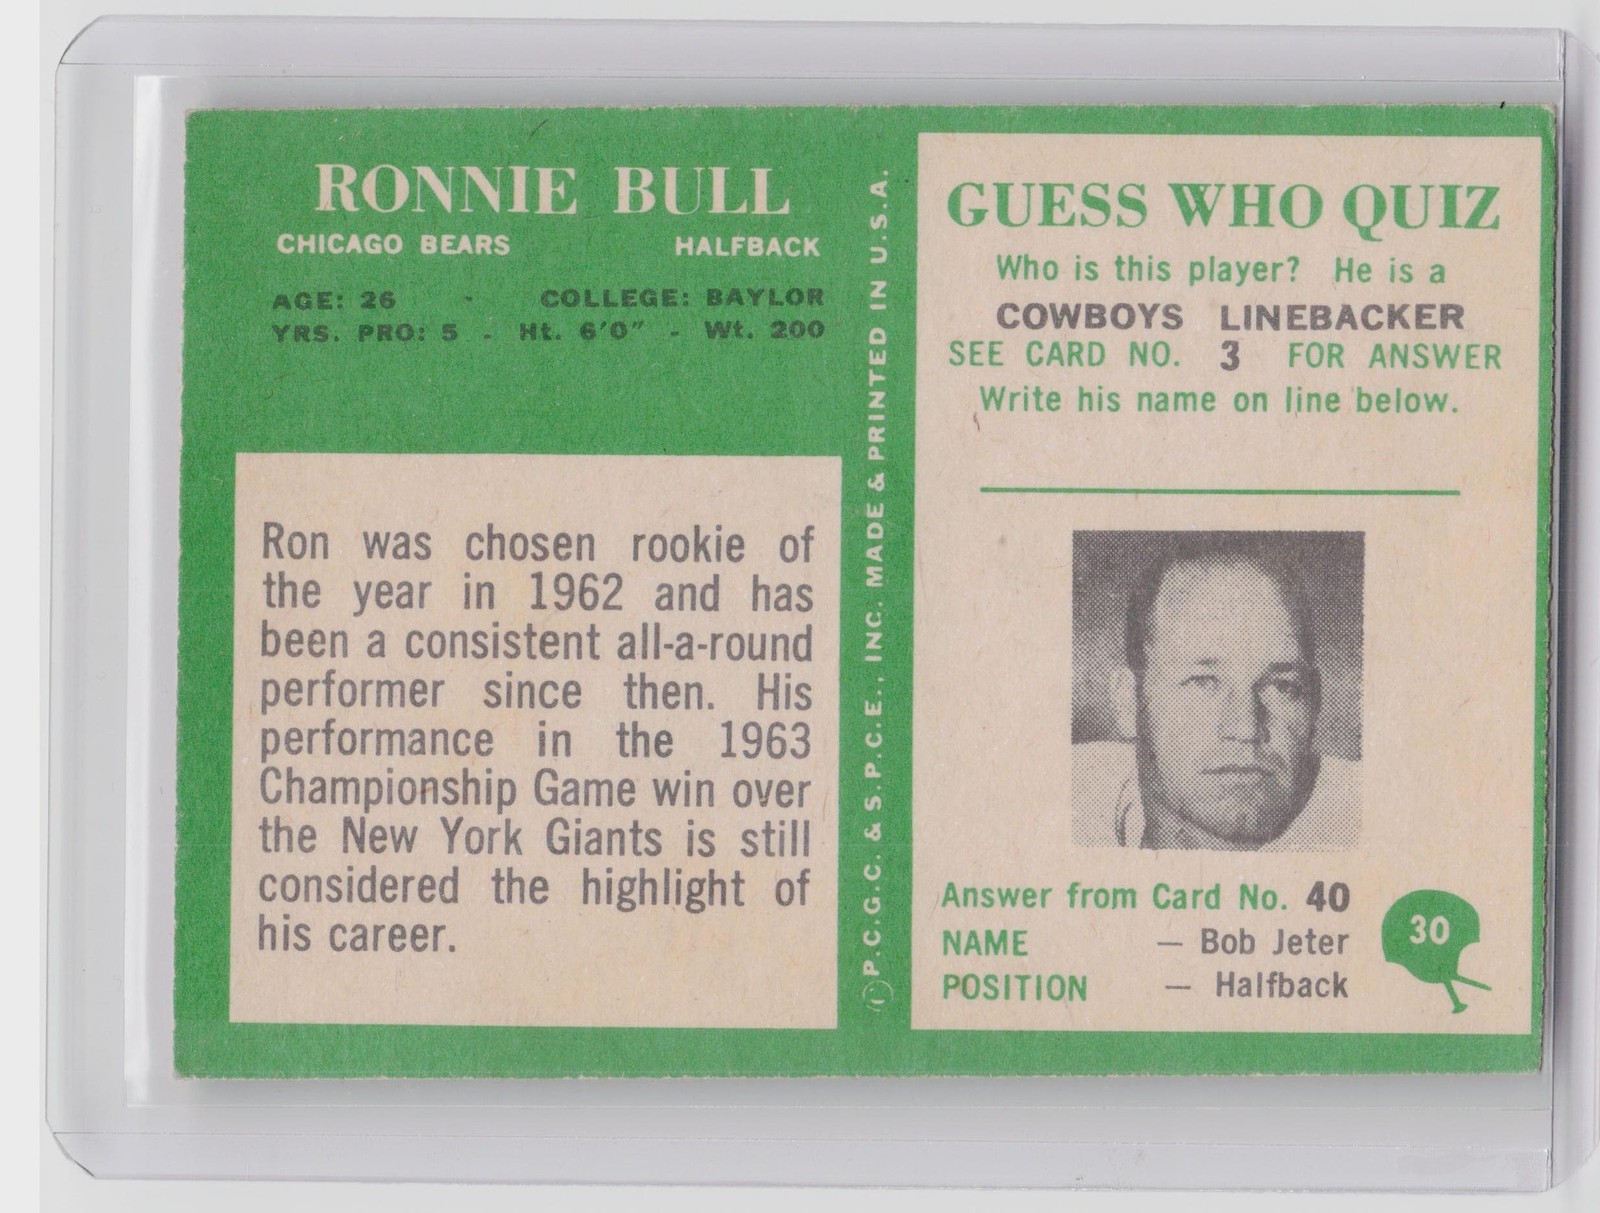 RONNIE BULL
CHICAGO BEARS HALFBACK
AGE: 26 - COLLEGE: BAYLOR
YRS. PRO: 5 - Ht. 6'0" - Wt. 200
Ron was chosen rookie of
the year in 1962 and has
been a consistent all-a-round
performer since then. His
performance in the 1963
Championship Game win over
the New York Giants is still
considered the highlight of
his career.
© P.C.G.C. & S.P.C.E., INC. MADE & PRINTED IN U.S.A.
GUESS WHO QUIZ
Who is this player? He is a
COWBOYS LINEBACKER
SEE CARD NO. 3 FOR ANSWER
Write his name on line below.
Answer from Card No. 40
NAME — Bob Jeter
POSITION — Halfback
30